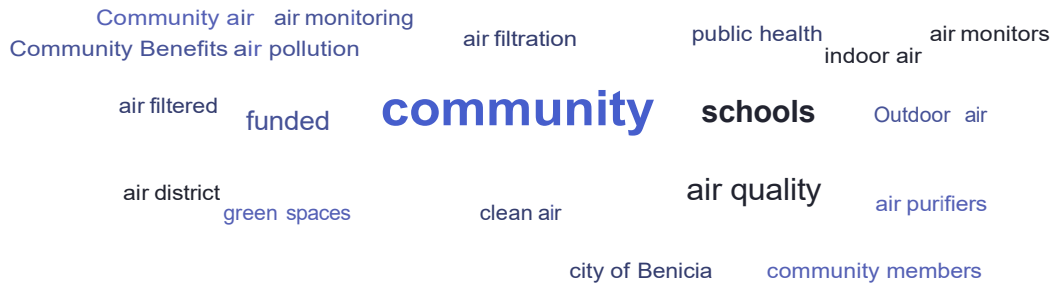 Community air air monitoring
Community Benefits air pollution
air filtration
public health
air monitors
indoor air
air filtered
funded
community
schools
Outdoor air
air district
green spaces
clean air
air quality
air purifiers
city of Benicia
community members